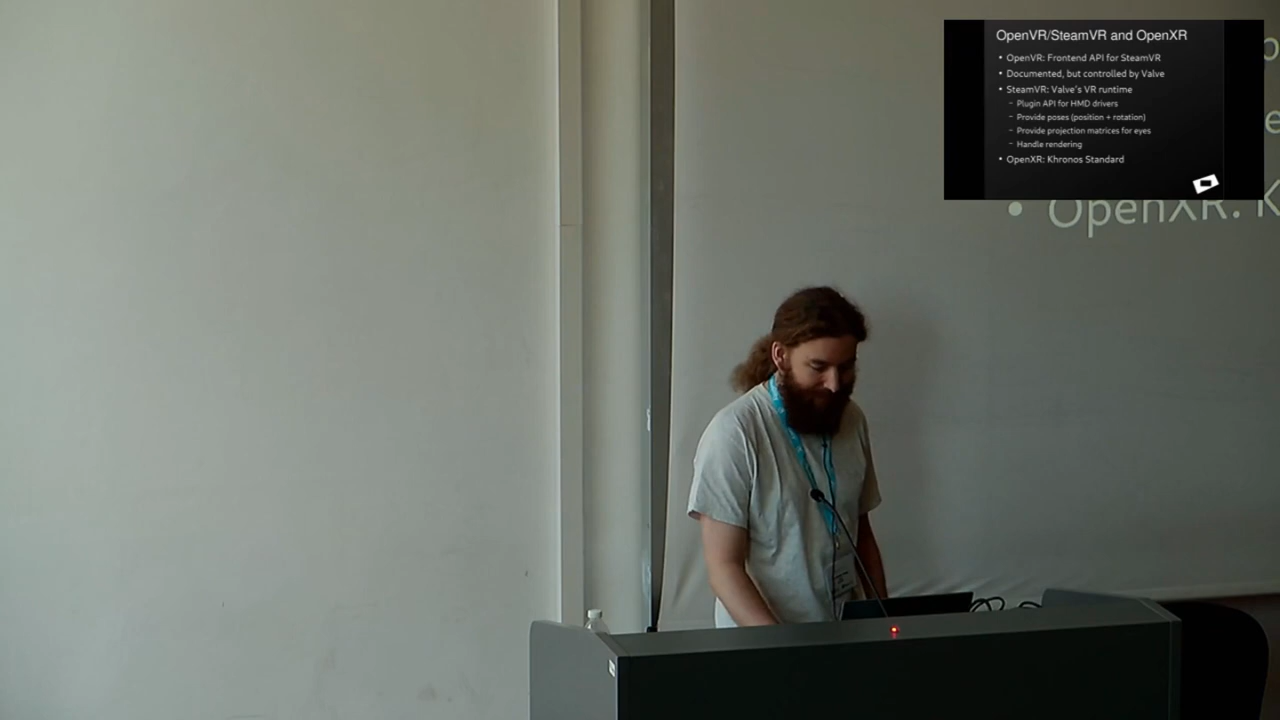 OpenVR/SteamVR and OpenXR
• OpenVR: Frontend API for SteamVR
• Documented, but controlled by Valve
• SteamVR: Valve's VR runtime
– Plugin API for HMD drivers
– Provide poses (position + rotation)
– Provide projection matrices for eyes
– Handle rendering
• OpenXR: Khronos Standard
• OpenXR: K